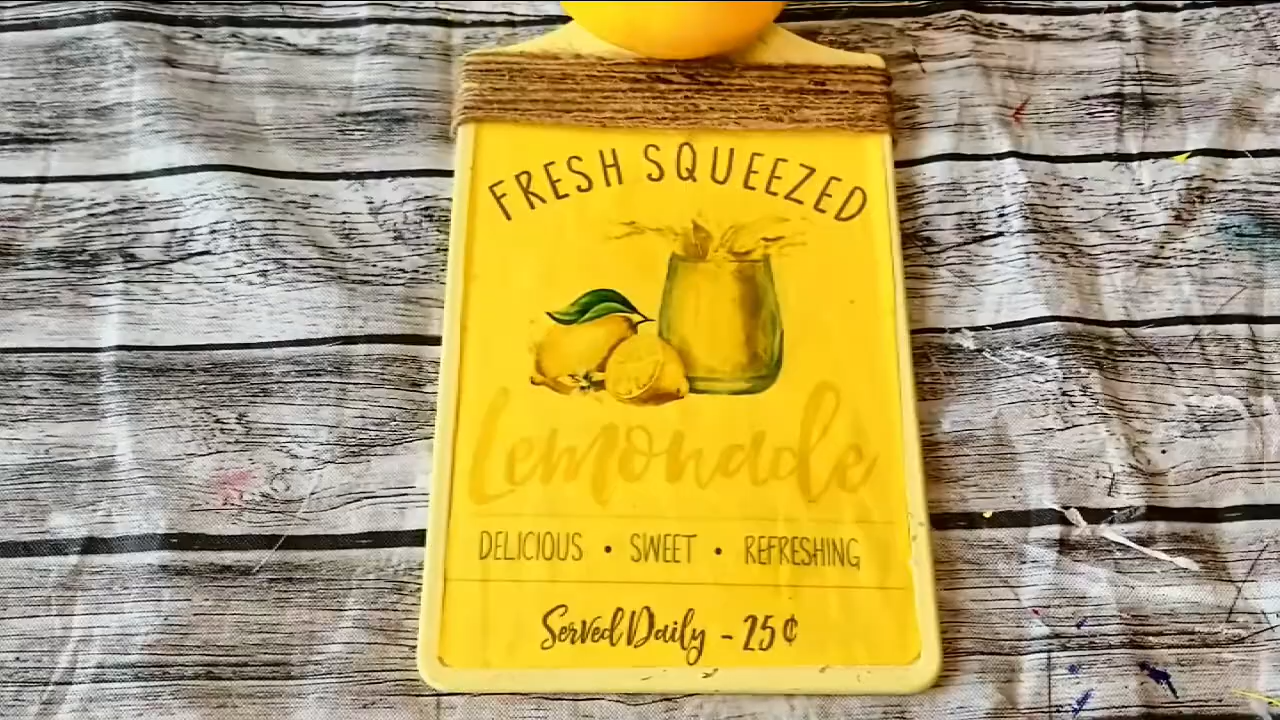 FRESH SQUEEZED
Lemonade
DELICIOUS • SWEET • REFRESHING
Served Daily - 25¢